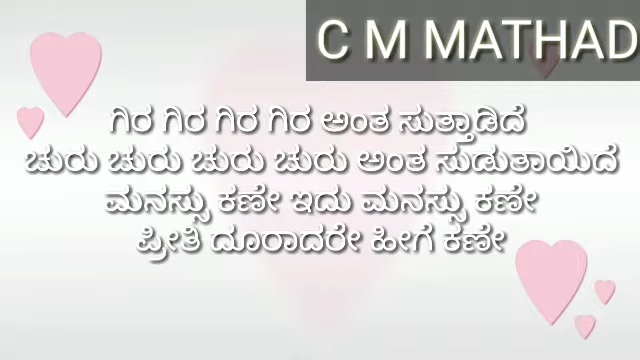 C M MATHAD
ಗಿರ ಗಿರ ಗಿರ ಗಿರ ಅಂತ ಸುತ್ತಾಡಿದೆ
ಚುರು ಚುರು ಚುರು ಚುರು ಅಂತ ಸುಡುತಾಯಿದೆ
ಮನಸ್ಸು ಕಣೇ ಇದು ಮನಸ್ಸು ಕಣೇ
ಪ್ರೀತಿ ದೂರಾದರೇ ಹೀಗೆ ಕಣೇ